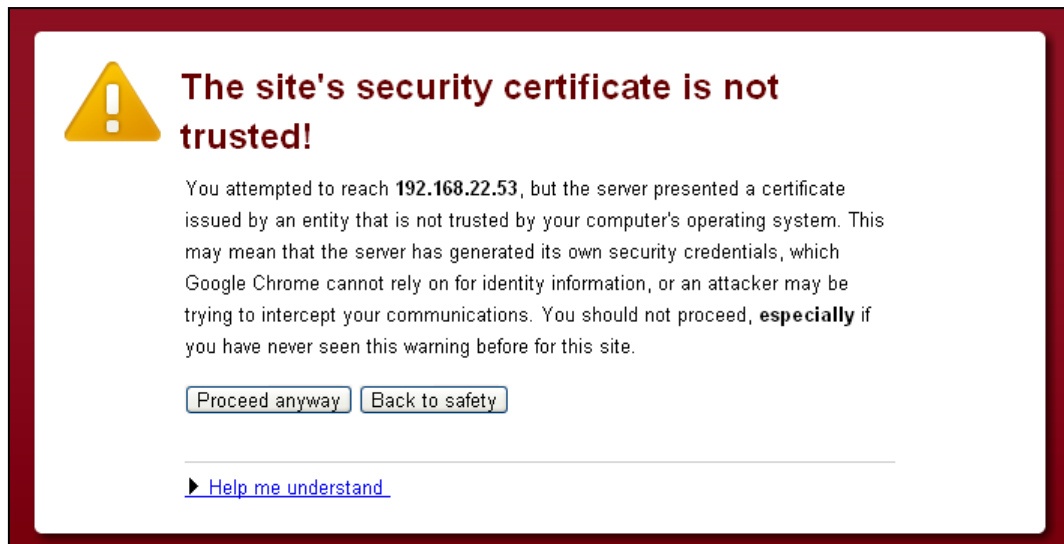 The site's security certificate is not
trusted!
You attempted to reach 192.168.22.53, but the server presented a certificate
issued by an entity that is not trusted by your computer's operating system. This
may mean that the server has generated its own security credentials, which
Google Chrome cannot rely on for identity information, or an attacker may be
trying to intercept your communications. You should not proceed, especially if
you have never seen this warning before for this site.
Proceed anyway Back to safety
Help me understand